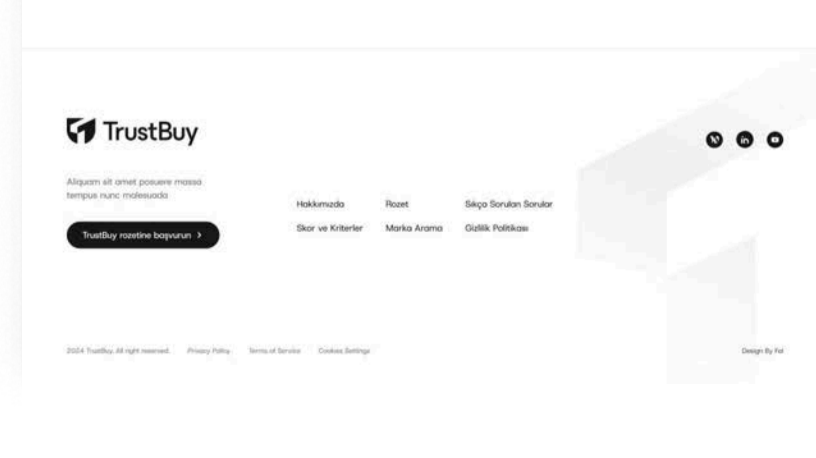 TrustBuy
Aliquam sit amet posuere massa
tempus nunc malesuada
TrustBuy rozetine başvurun
Hakkımızda
Rozet
Sıkça Sorulan Sorular
Skor ve Kriterler
Marka Arama
Gizlilik Politikası
2024 TrustBuy. All right reserved.
Privacy Policy
Terms of Service
Cookies Settings
Design By Fol